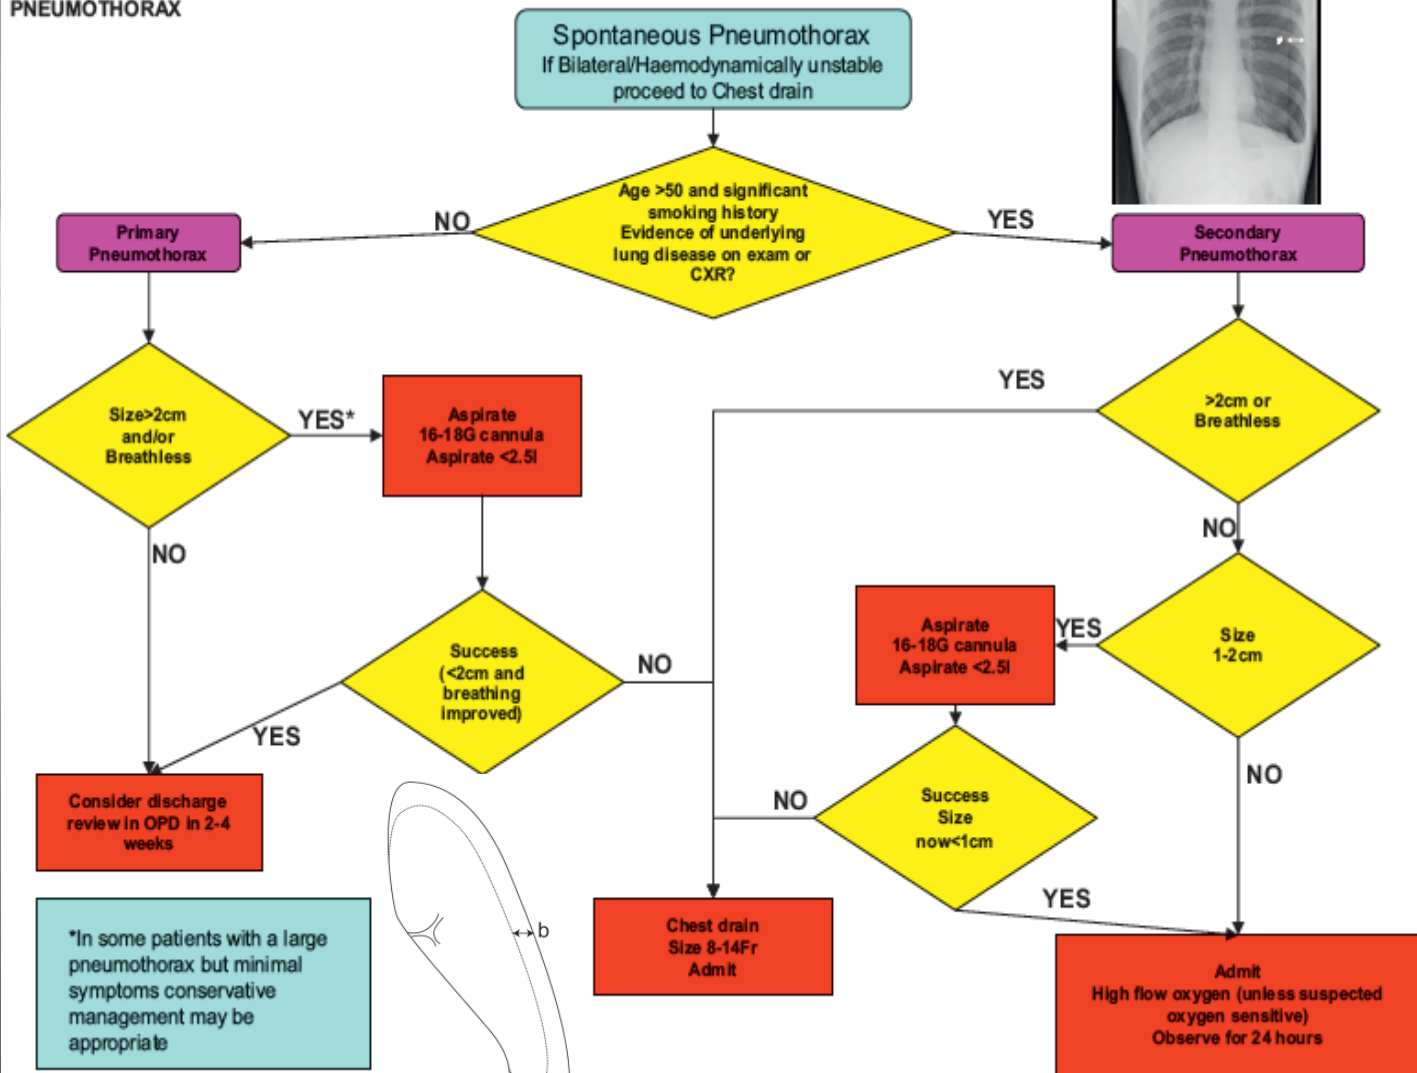 PNEUMOTHORAX
Spontaneous Pneumothorax
If Bilateral/Haemodynamically unstable
proceed to Chest drain
Age >50 and significant
smoking history
Evidence of underlying
lung disease on exam or
CXR?
NO
YES
Primary
Pneumothorax
Secondary
Pneumothorax
Size>2cm
and/or
Breathless
YES*
Aspirate
16-18G cannula
Aspirate <2.5l
YES
>2cm or
Breathless
NO
NO
Success
(<2cm and
breathing
improved)
NO
YES
Aspirate
16-18G cannula
Aspirate <2.5l
YES
Size
1-2cm
NO
Success
Size
now<1cm
NO
YES
Consider discharge
review in OPD in 2-4
weeks
*In some patients with a large
pneumothorax but minimal
symptoms conservative
management may be
appropriate
b
Chest drain
Size 8-14Fr
Admit
Admit
High flow oxygen (unless suspected
oxygen sensitive)
Observe for 24 hours